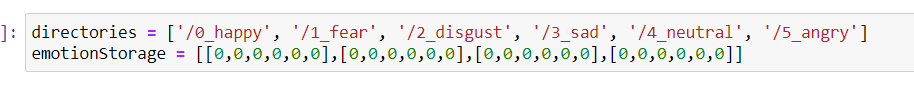 ]: directories = ['/0_happy', '/1_fear', '/2_disgust', '/3_sad', '/4_neutral', '/5_angry']
emotionStorage = [[0,0,0,0,0,0],[0,0,0,0,0,0],[0,0,0,0,0,0],[0,0,0,0,0,0]]